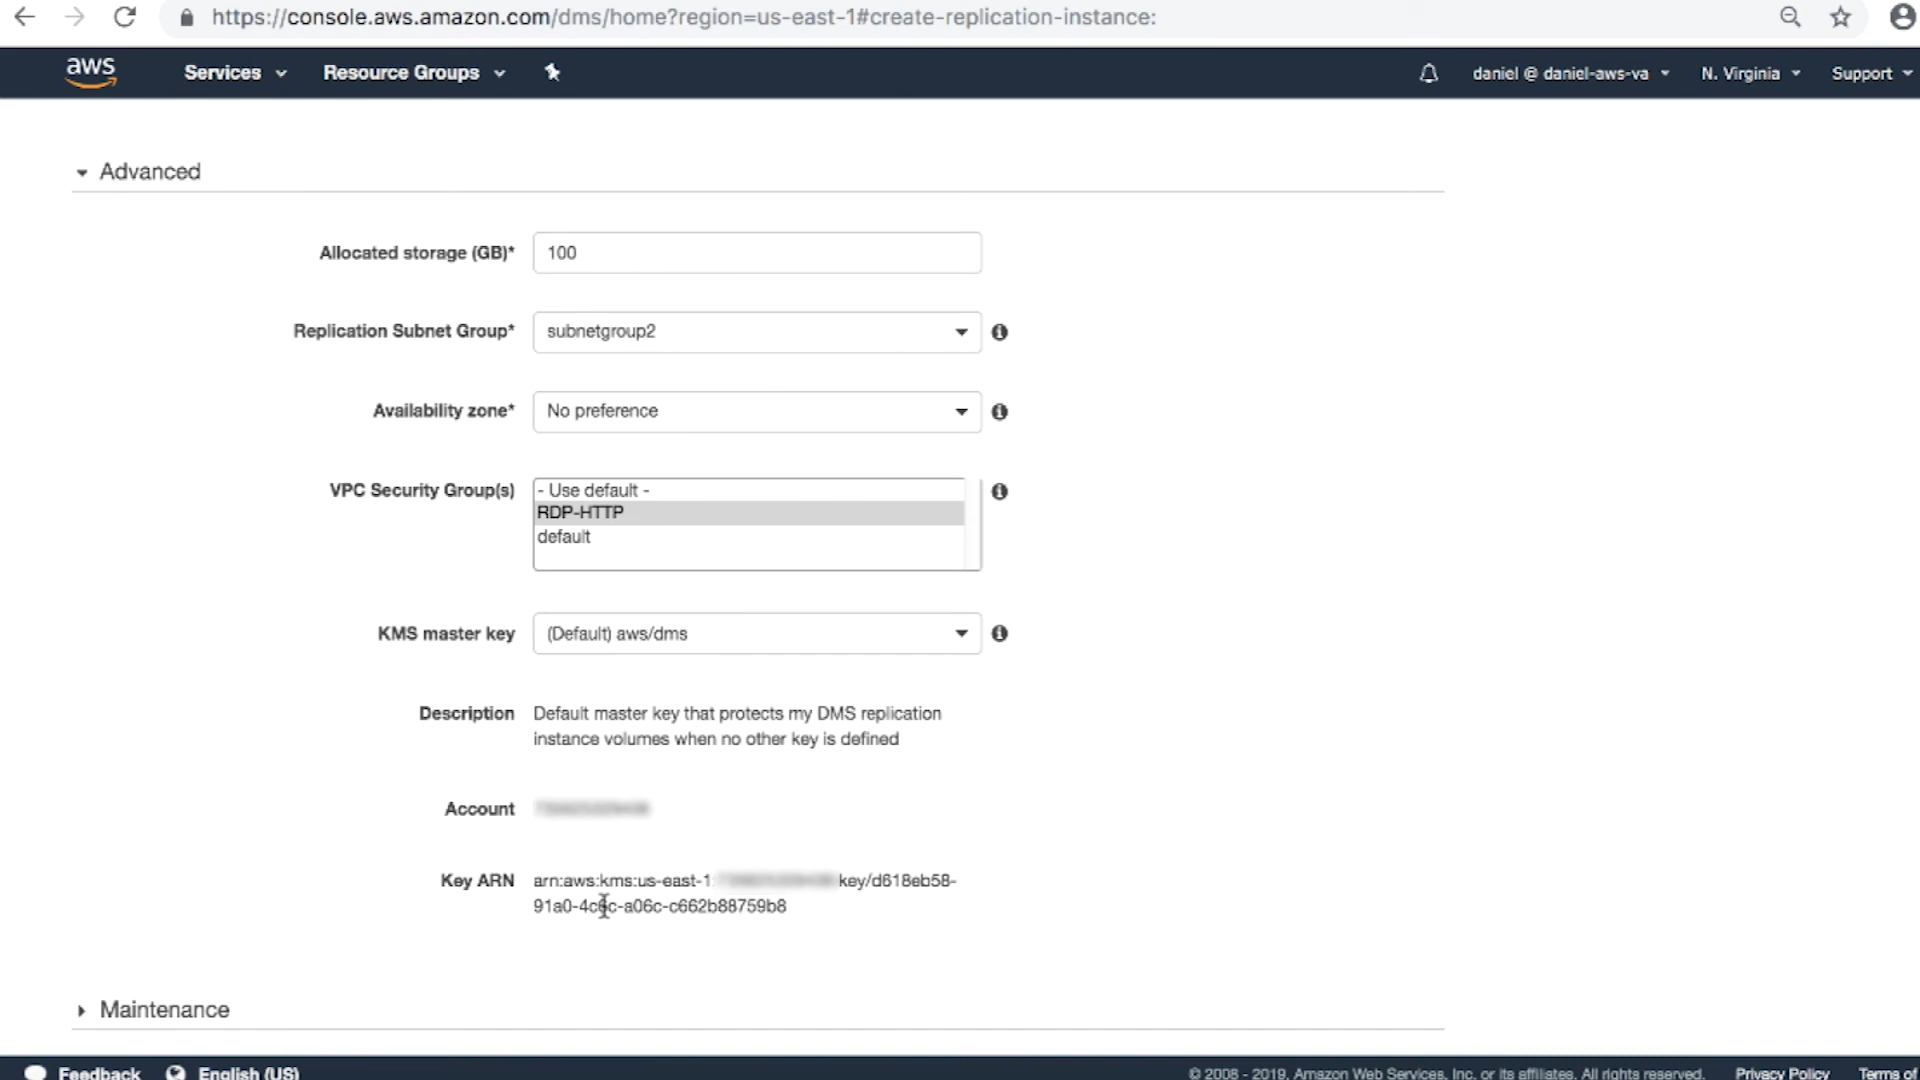 https://console.aws.amazon.com/dms/home?region=us-east-1#create-replication-instance:
aws Services Resource Groups daniel @ daniel-aws-va N. Virginia Support
Advanced
Allocated storage (GB)* 100
Replication Subnet Group* subnetgroup2
Availability zone* No preference
VPC Security Group(s) - Use default -
RDP-HTTP
default
KMS master key (Default) aws/dms
Description Default master key that protects my DMS replication
instance volumes when no other key is defined
Account
Key ARN arn:aws:kms:us-east-1: key/d618eb58-
91a0-4c6c-a06c-c662b88759b8
Maintenance
Feedback English (US) © 2008 - 2019, Amazon Web Services, Inc. or its affiliates. All rights reserved. Privacy Policy Terms of